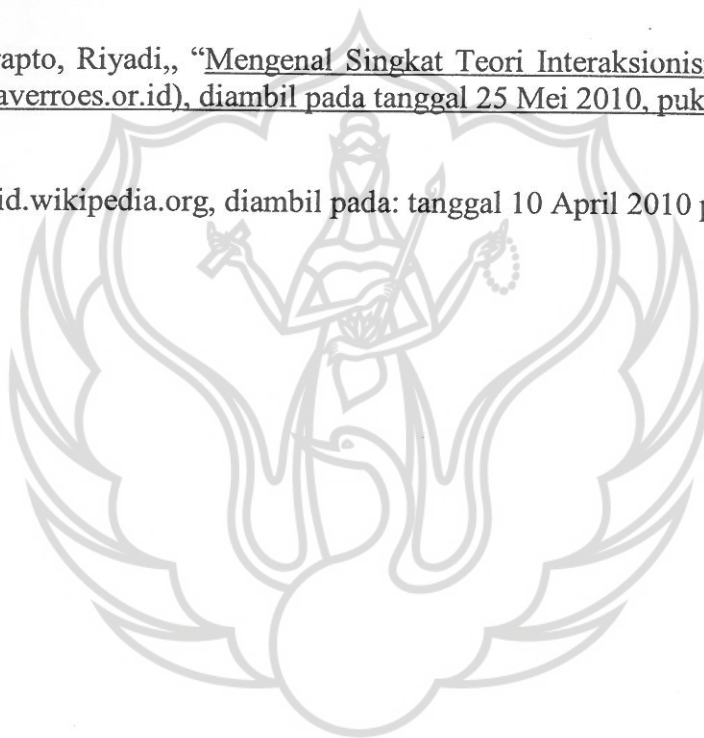 rapto, Riyadi,, “Mengenal Singkat Teori Interaksionis
averroes.or.id), diambil pada tanggal 25 Mei 2010, puk
id.wikipedia.org, diambil pada: tanggal 10 April 2010 p